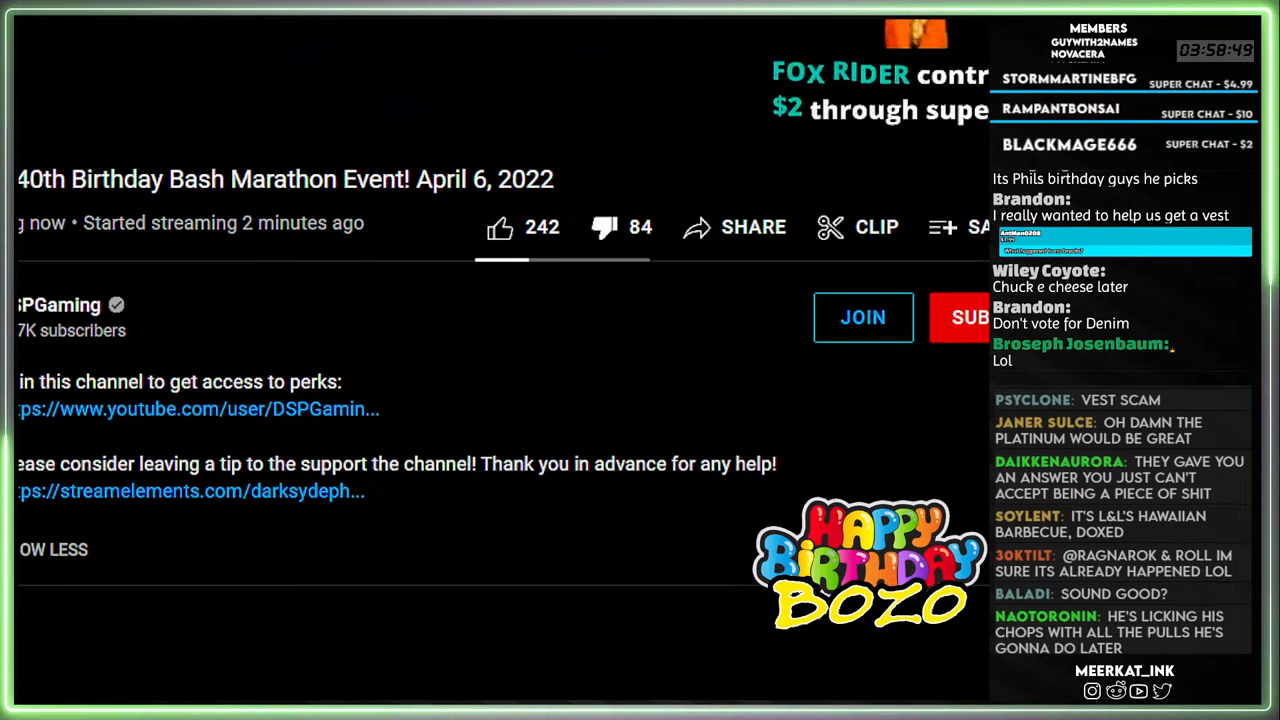 FOX RIDER contr
$2 through supe
40th Birthday Bash Marathon Event! April 6, 2022
g now • Started streaming 2 minutes ago
242
84
SHARE
CLIP
SA
SPGaming
7K subscribers
JOIN
SUB
in this channel to get access to perks:
tps://www.youtube.com/user/DSPGamin...
ease consider leaving a tip to the support the channel! Thank you in advance for any help!
tps://streamelements.com/darksydeph...
OW LESS
HAPPY
BIRTHDAY
BOZO
MEMBERS
GUYWITH2NAMES
NOVACERA
03:58:49
STORMMARTINEBFG SUPER CHAT - $4.99
RAMPANTBONSAI SUPER CHAT - $10
BLACKMAGE666 SUPER CHAT - $2
Its Phils birthday guys he picks
Brandon:
I really wanted to help us get a vest
AntMan0208
What happened to
Wiley Coyote:
Chuck e cheese later
Brandon:
Don't vote for Denim
Broseph Josenbaum:
Lol
PSYCLONE: VEST SCAM
JANER SULCE: OH DAMN THE
PLATINUM WOULD BE GREAT
DAIKKENAURORA: THEY GAVE YOU
AN ANSWER YOU JUST CAN'T
ACCEPT BEING A PIECE OF SHIT
SOYLENT: IT'S L&L'S HAWAIIAN
BARBECUE, DOXED
30KTILT: @RAGNAROK & ROLL IM
SURE ITS ALREADY HAPPENED LOL
BALADI: SOUND GOOD?
NAOTORONIN: HE'S LICKING HIS
CHOPS WITH ALL THE PULLS HE'S
GONNA DO LATER
MEERKAT_INK